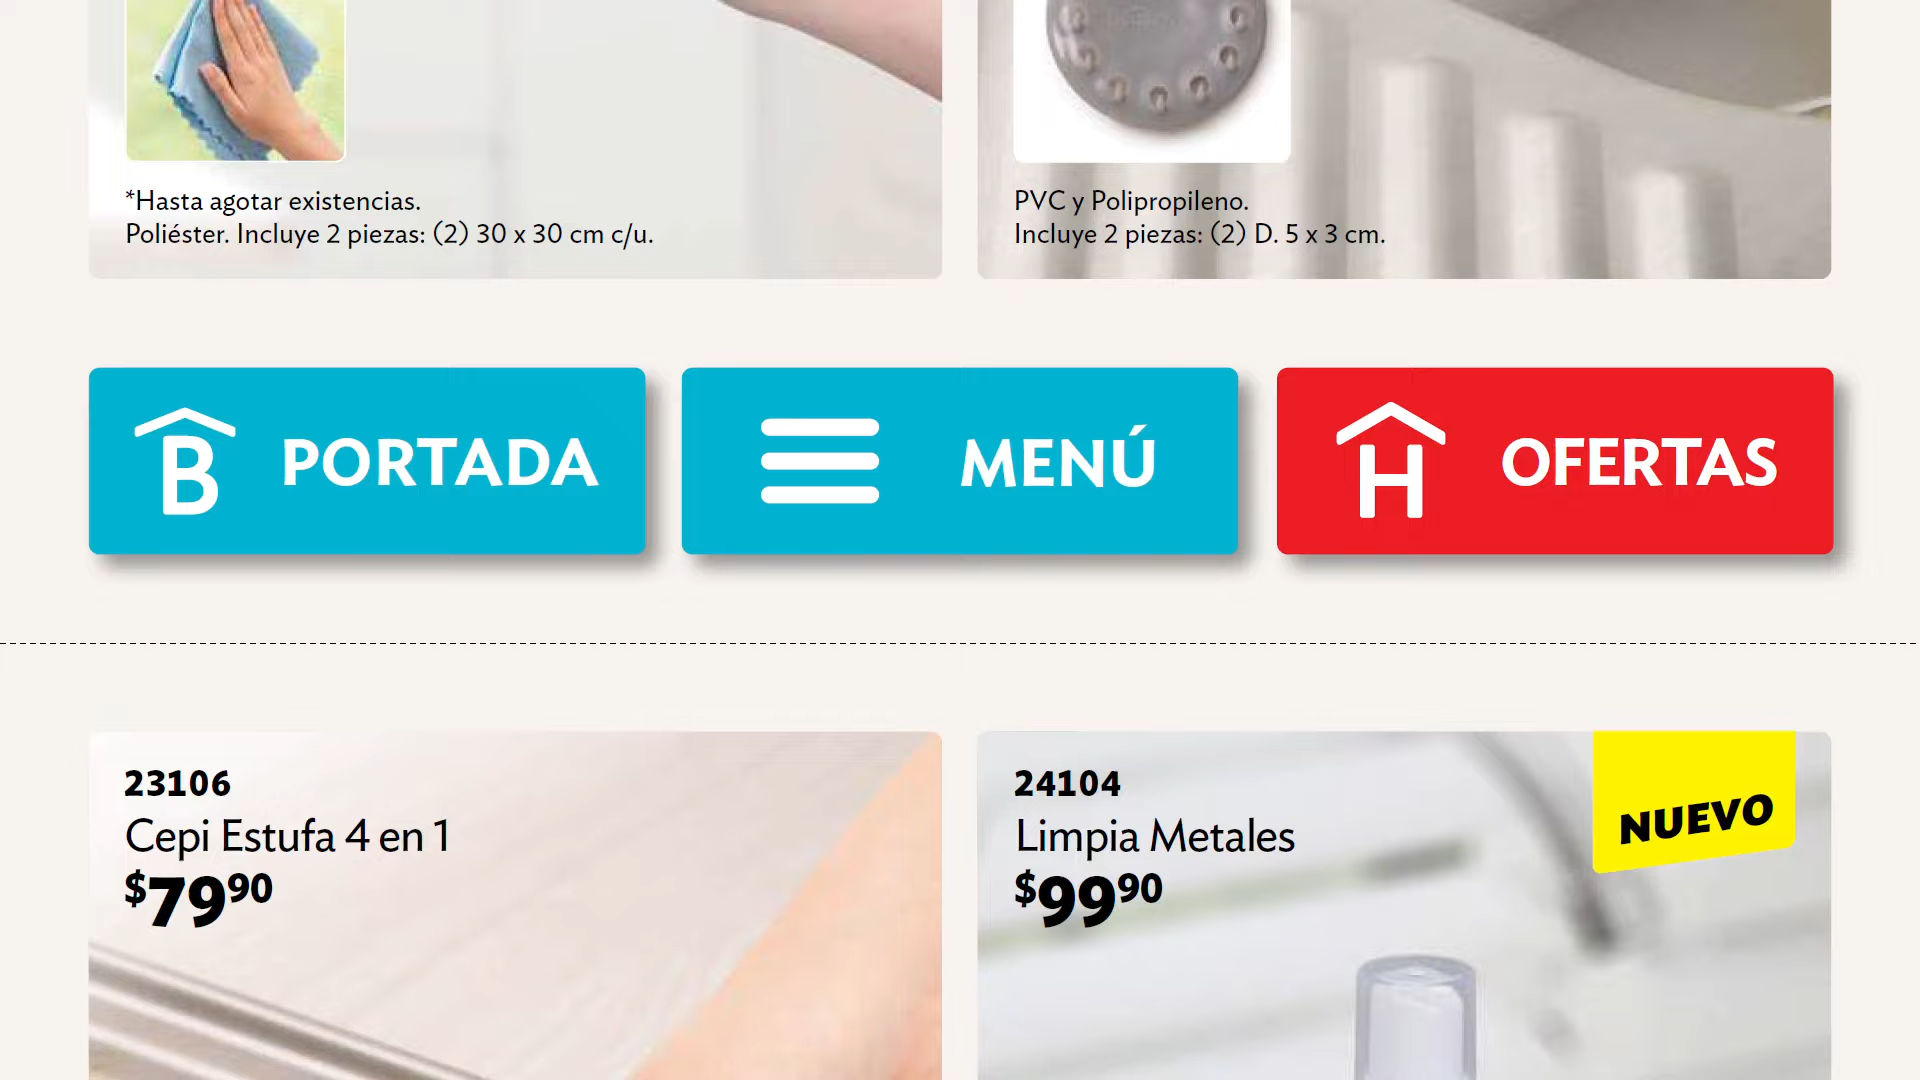 *Hasta agotar existencias.
Poliéster. Incluye 2 piezas: (2) 30 x 30 cm c/u.
PVC y Polipropileno.
Incluye 2 piezas: (2) D. 5 x 3 cm.
B PORTADA
MENÚ
H OFERTAS
23106
Cepi Estufa 4 en 1
$7990
24104
Limpia Metales
$9990
NUEVO